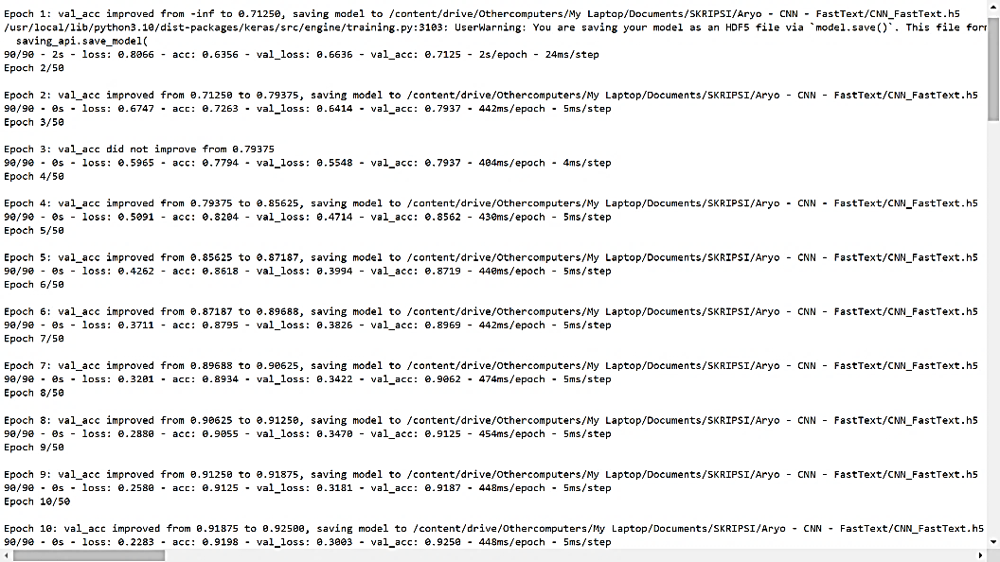 Epoch 1: val_acc improved from -inf to 0.71250, saving model to /content/drive/Othercomputers/My Laptop/Documents/SKRIPSI/Aryo - CNN - FastText/CNN_FastText.h5
/usr/local/lib/python3.10/dist-packages/keras/src/engine/training.py:3103: UserWarning: You are saving your model as an HDF5 file via `model.save()`. This file for
saving_api.save_model(
90/90 - 2s - loss: 0.8066 - acc: 0.6356 - val_loss: 0.6636 - val_acc: 0.7125 - 2s/epoch - 24ms/step
Epoch 2/50
Epoch 2: val_acc improved from 0.71250 to 0.79375, saving model to /content/drive/Othercomputers/My Laptop/Documents/SKRIPSI/Aryo - CNN - FastText/CNN_FastText.h5
90/90 - 0s - loss: 0.6747 - acc: 0.7263 - val_loss: 0.6414 - val_acc: 0.7937 - 442ms/epoch - 5ms/step
Epoch 3/50
Epoch 3: val_acc did not improve from 0.79375
90/90 - 0s - loss: 0.5965 - acc: 0.7794 - val_loss: 0.5548 - val_acc: 0.7937 - 404ms/epoch - 4ms/step
Epoch 4/50
Epoch 4: val_acc improved from 0.79375 to 0.85625, saving model to /content/drive/Othercomputers/My Laptop/Documents/SKRIPSI/Aryo - CNN - FastText/CNN_FastText.h5
90/90 - 0s - loss: 0.5091 - acc: 0.8204 - val_loss: 0.4714 - val_acc: 0.8562 - 430ms/epoch - 5ms/step
Epoch 5/50
Epoch 5: val_acc improved from 0.85625 to 0.87187, saving model to /content/drive/Othercomputers/My Laptop/Documents/SKRIPSI/Aryo - CNN - FastText/CNN_FastText.h5
90/90 - 0s - loss: 0.4262 - acc: 0.8618 - val_loss: 0.3994 - val_acc: 0.8719 - 440ms/epoch - 5ms/step
Epoch 6/50
Epoch 6: val_acc improved from 0.87187 to 0.89688, saving model to /content/drive/Othercomputers/My Laptop/Documents/SKRIPSI/Aryo - CNN - FastText/CNN_FastText.h5
90/90 - 0s - loss: 0.3711 - acc: 0.8795 - val_loss: 0.3826 - val_acc: 0.8969 - 442ms/epoch - 5ms/step
Epoch 7/50
Epoch 7: val_acc improved from 0.89688 to 0.90625, saving model to /content/drive/Othercomputers/My Laptop/Documents/SKRIPSI/Aryo - CNN - FastText/CNN_FastText.h5
90/90 - 0s - loss: 0.3201 - acc: 0.8934 - val_loss: 0.3422 - val_acc: 0.9062 - 474ms/epoch - 5ms/step
Epoch 8/50
Epoch 8: val_acc improved from 0.90625 to 0.91250, saving model to /content/drive/Othercomputers/My Laptop/Documents/SKRIPSI/Aryo - CNN - FastText/CNN_FastText.h5
90/90 - 0s - loss: 0.2880 - acc: 0.9055 - val_loss: 0.3470 - val_acc: 0.9125 - 454ms/epoch - 5ms/step
Epoch 9/50
Epoch 9: val_acc improved from 0.91250 to 0.91875, saving model to /content/drive/Othercomputers/My Laptop/Documents/SKRIPSI/Aryo - CNN - FastText/CNN_FastText.h5
90/90 - 0s - loss: 0.2580 - acc: 0.9125 - val_loss: 0.3181 - val_acc: 0.9187 - 448ms/epoch - 5ms/step
Epoch 10/50
Epoch 10: val_acc improved from 0.91875 to 0.92500, saving model to /content/drive/Othercomputers/My Laptop/Documents/SKRIPSI/Aryo - CNN - FastText/CNN_FastText.h5
90/90 - 0s - loss: 0.2283 - acc: 0.9198 - val_loss: 0.3003 - val_acc: 0.9250 - 448ms/epoch - 5ms/step